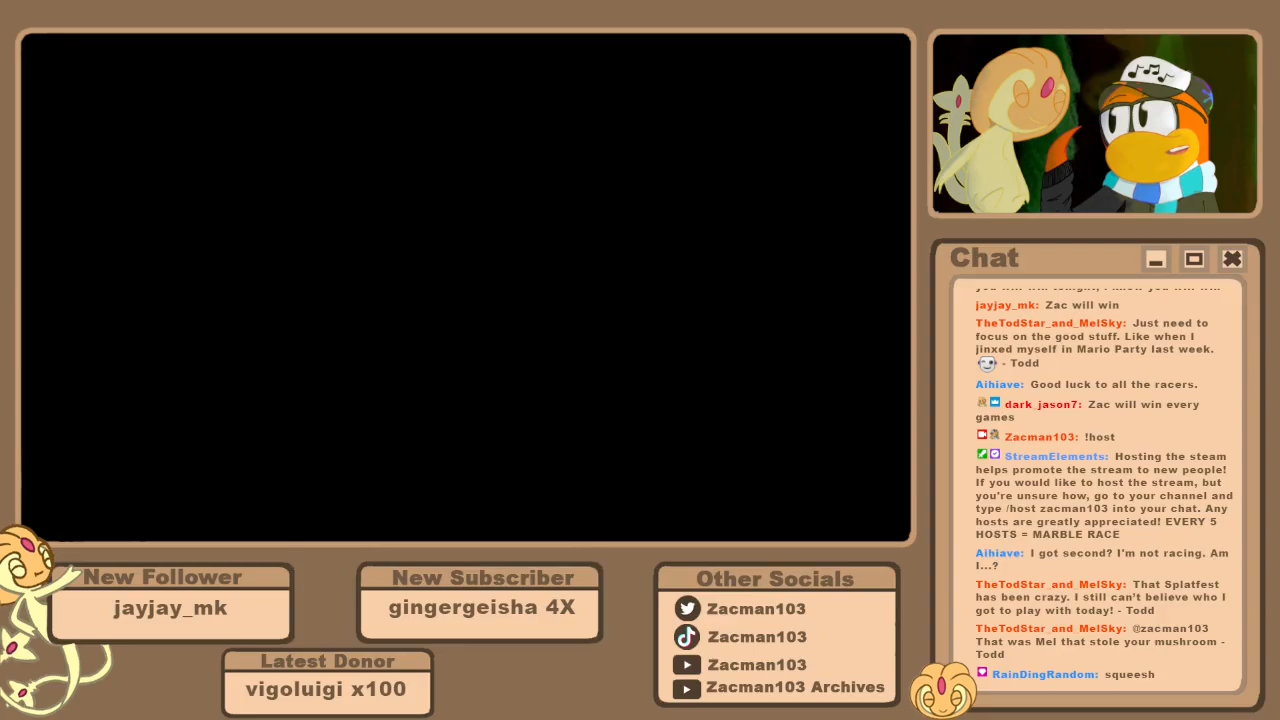 Chat
jayjay_mk: Zac will win
TheTodStar_and_MelSky: Just need to
focus on the good stuff. Like when I
jinxed myself in Mario Party last week.
- Todd
Aihiave: Good luck to all the racers.
dark_jason7: Zac will win every
games
Zacman103: !host
StreamElements: Hosting the steam
helps promote the stream to new people!
If you would like to host the stream, but
you're unsure how, go to your channel and
type /host zacman103 into your chat. Any
hosts are greatly appreciated! EVERY 5
HOSTS = MARBLE RACE
Aihiave: I got second? I'm not racing. Am
I...?
TheTodStar_and_MelSky: That Splatfest
has been crazy. I still can't believe who I
got to play with today! - Todd
TheTodStar_and_MelSky: @zacman103
That was Mel that stole your mushroom -
Todd
RainDingRandom: squeesh
New Follower
jayjay_mk
New Subscriber
gingergeisha 4X
Latest Donor
vigoluigi x100
Other Socials
Zacman103
Zacman103
Zacman103
Zacman103 Archives